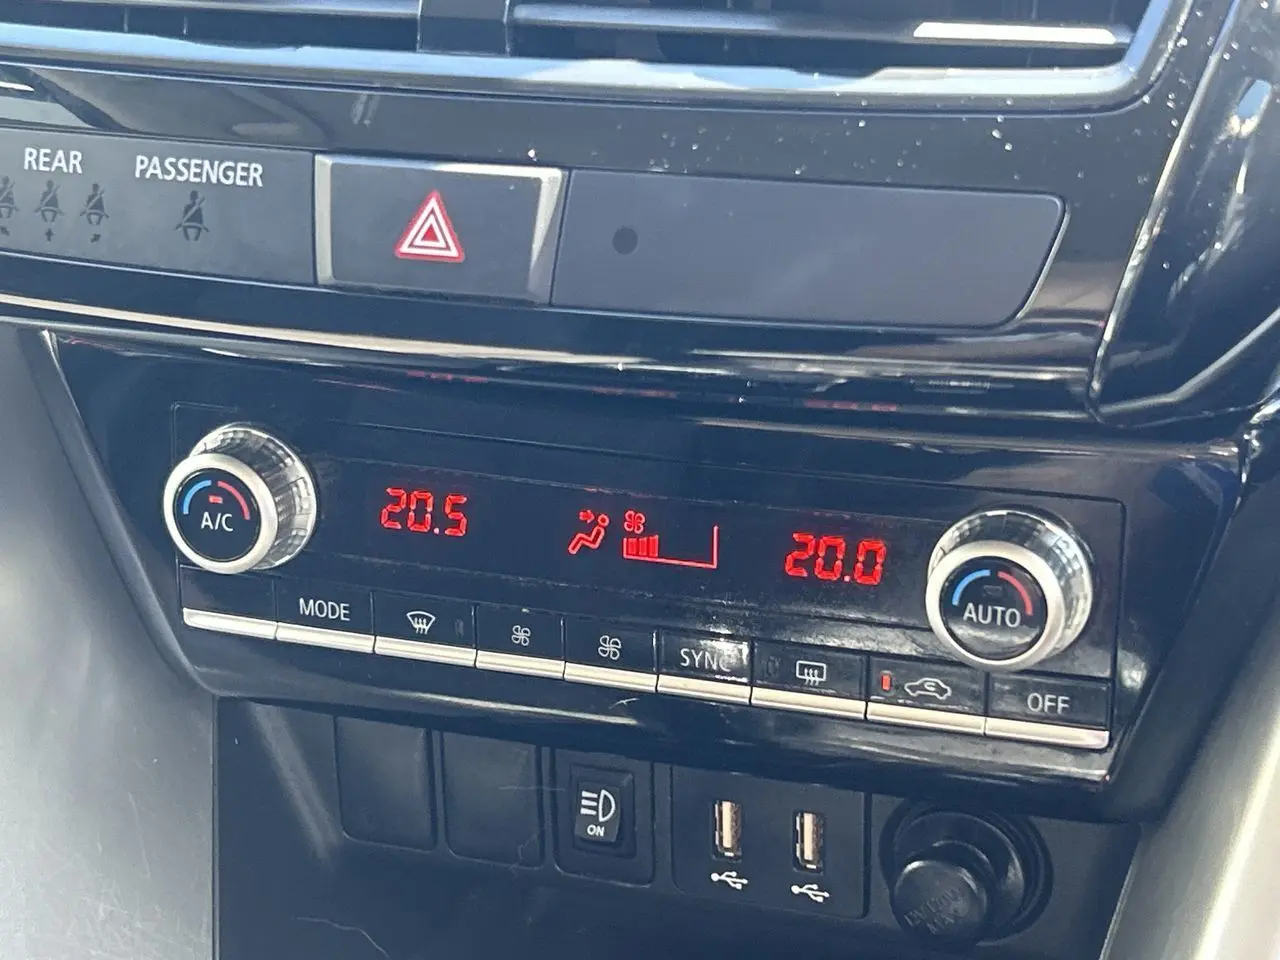 REAR
PASSENGER
A/C
20.5
20.0
AUTO
MODE
SYNC
OFF
ON